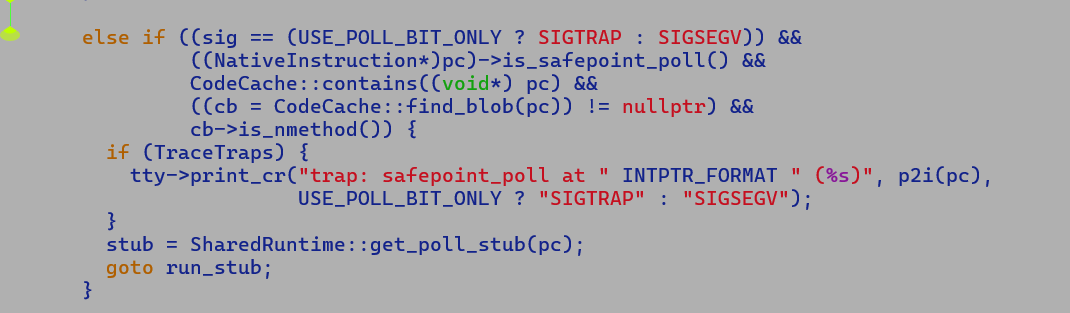 else if ((sig == (USE_POLL_BIT_ONLY ? SIGTRAP : SIGSEGV)) &&
((NativeInstruction*)pc)->is_safepoint_poll() &&
CodeCache::contains((void*) pc) &&
((cb = CodeCache::find_blob(pc)) != nullptr) &&
cb->is_nmethod()) {
if (TraceTraps) {
tty->print_cr("trap: safepoint_poll at " INTPTR_FORMAT " (%s)", p2i(pc),
USE_POLL_BIT_ONLY ? "SIGTRAP" : "SIGSEGV");
}
stub = SharedRuntime::get_poll_stub(pc);
goto run_stub;
}